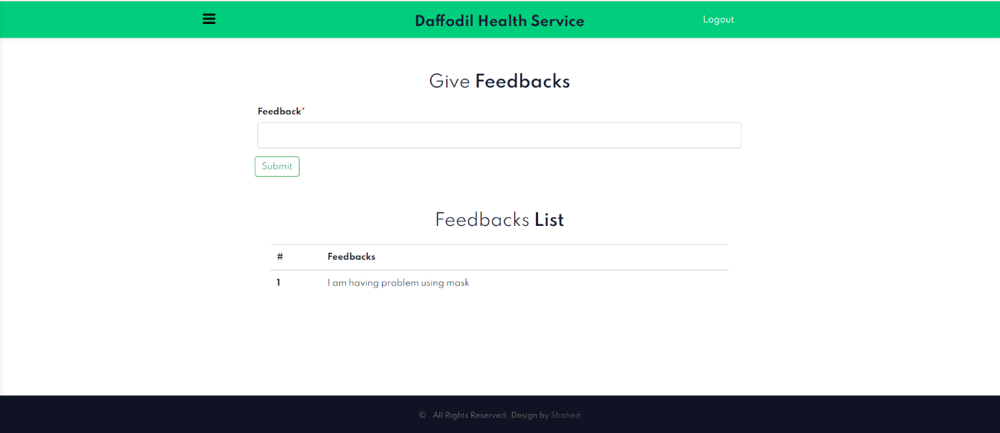 Daffodil Health Service
Logout
Give Feedbacks
Feedback*
Submit
Feedbacks List
# Feedbacks
1 I am having problem using mask
© . All Rights Reserved. Design by Shahed